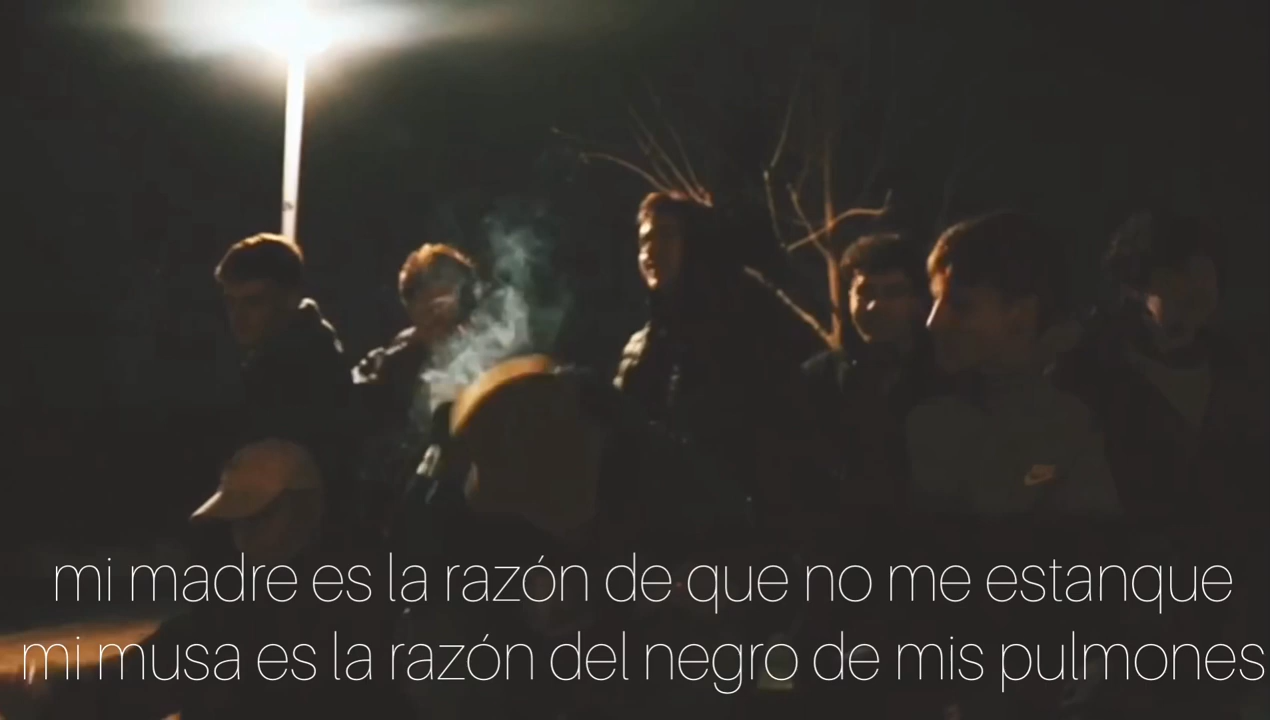 mi madre es la razón de que no me estanque
mi musa es la razón del negro de mis pulmones